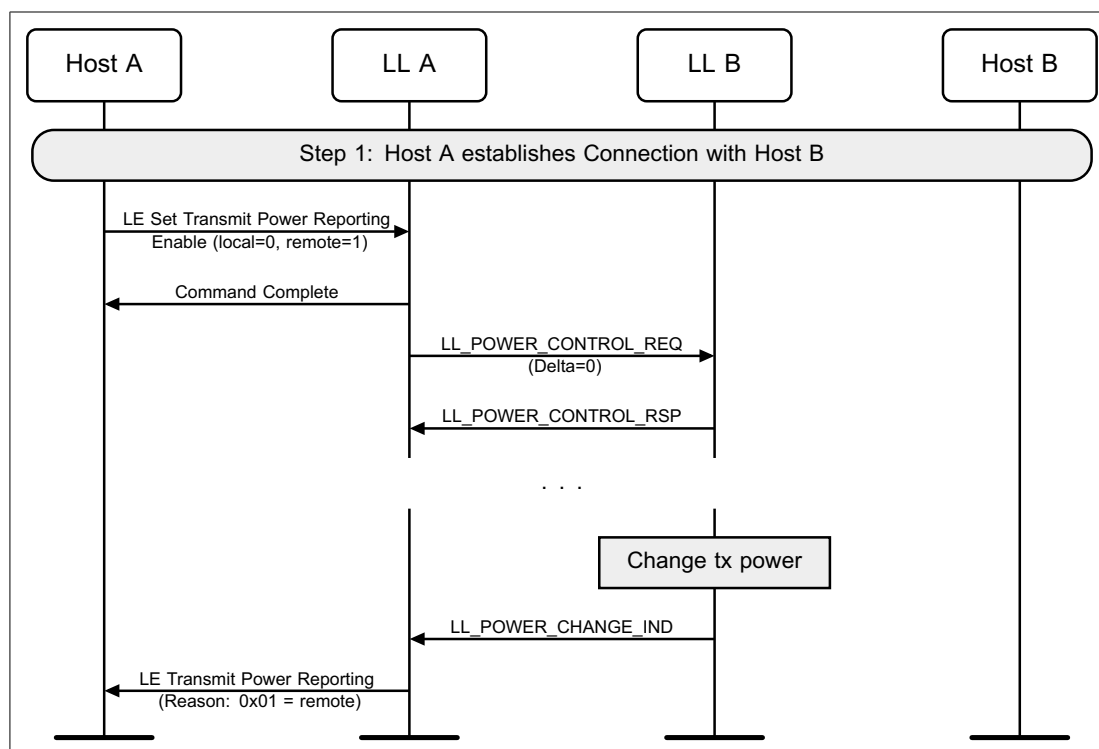 Host A
LL A
LL B
Host B
Step 1: Host A establishes Connection with Host B
LE Set Transmit Power Reporting
Enable (local=0, remote=1)
Command Complete
LL_POWER_CONTROL_REQ
(Delta=0)
LL_POWER_CONTROL_RSP
. . .
Change tx power
LL_POWER_CHANGE_IND
LE Transmit Power Reporting
(Reason: 0x01 = remote)